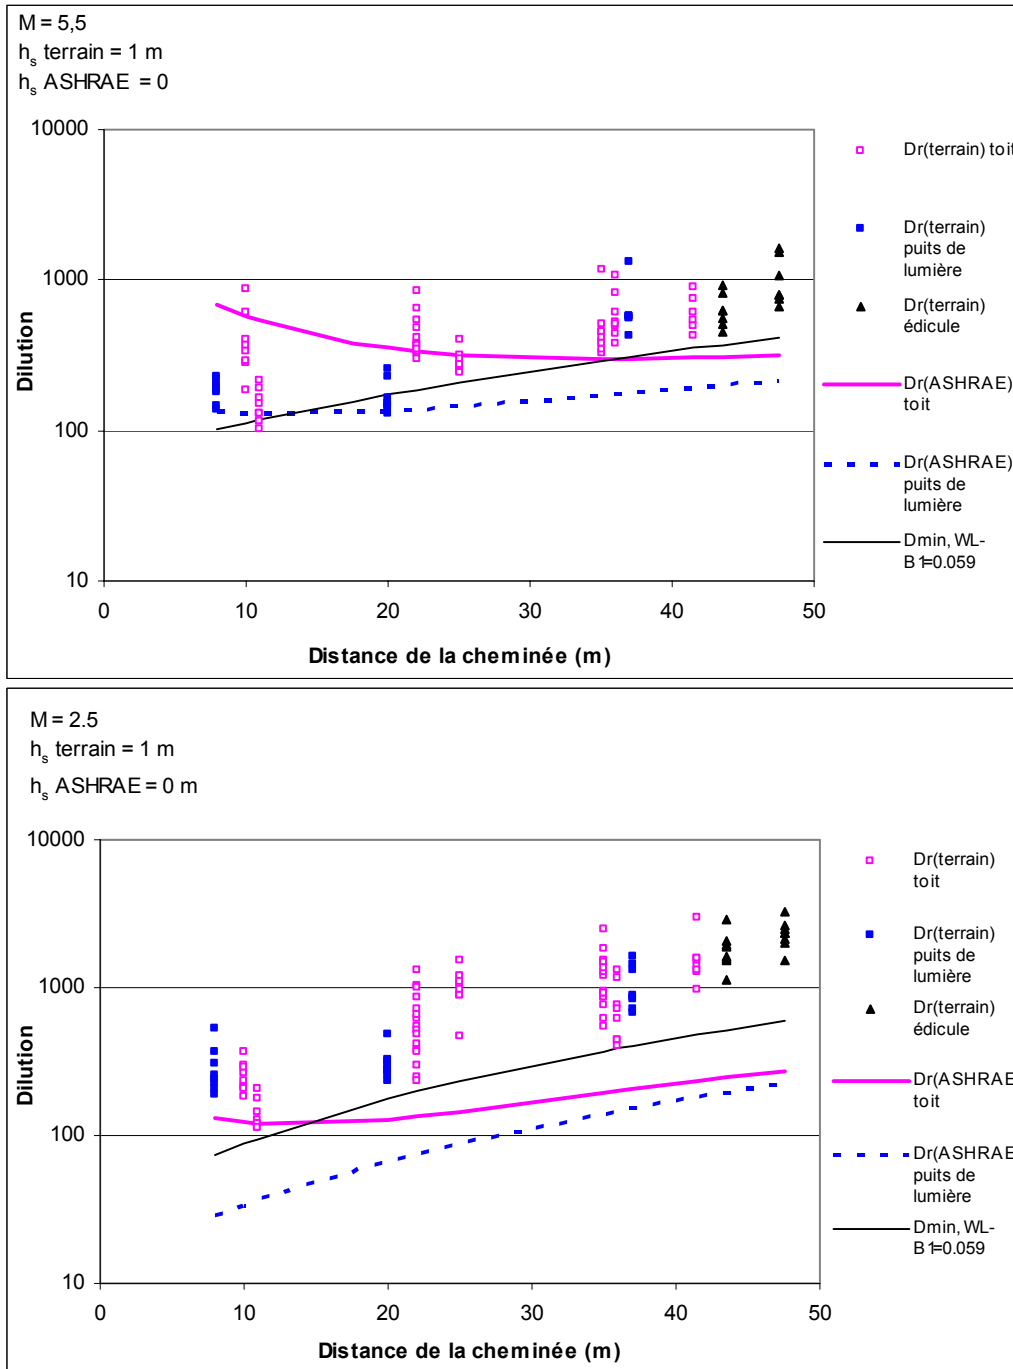 M = 5,5
hs terrain = 1 m
hs ASHRAE = 0
10000
1000
100
10
0
10
20
30
40
50
Dilution
Distance de la cheminée (m)
Dr(terrain) toit
Dr(terrain)
puits de
lumière
Dr(terrain)
édicule
Dr(ASHRAE)
toit
Dr(ASHRAE)
puits de
lumière
Dmin, WL-
B1=0.059
M = 2.5
hs terrain = 1 m
hs ASHRAE = 0 m
10000
1000
100
10
0
10
20
30
40
50
Dilution
Distance de la cheminée (m)
Dr(terrain)
toit
Dr(terrain)
puits de
lumière
Dr(terrain)
édicule
Dr(ASHRAE
toit
Dr(ASHRAE
puits de
lumière
Dmin, WL-
B1=0.059